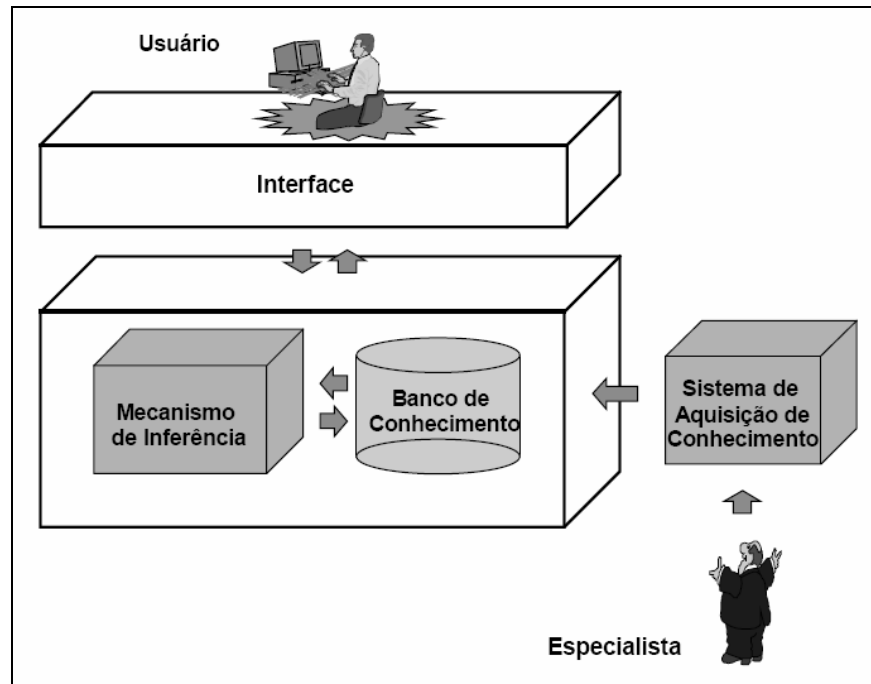 Usuário
Interface
Mecanismo
de Inferência
Banco de
Conhecimento
Sistema de
Aquisição de
Conhecimento
Especialista